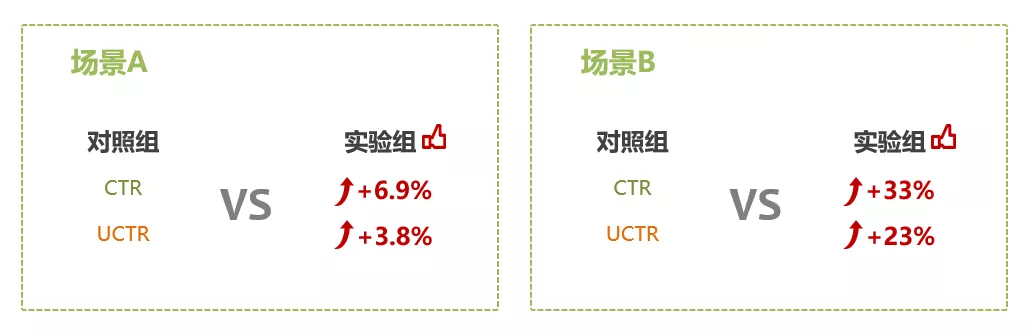 场景A
对照组
实验组
CTR
VS
+6.9%
UCTR
+3.8%
场景B
对照组
实验组
CTR
VS
+33%
UCTR
+23%